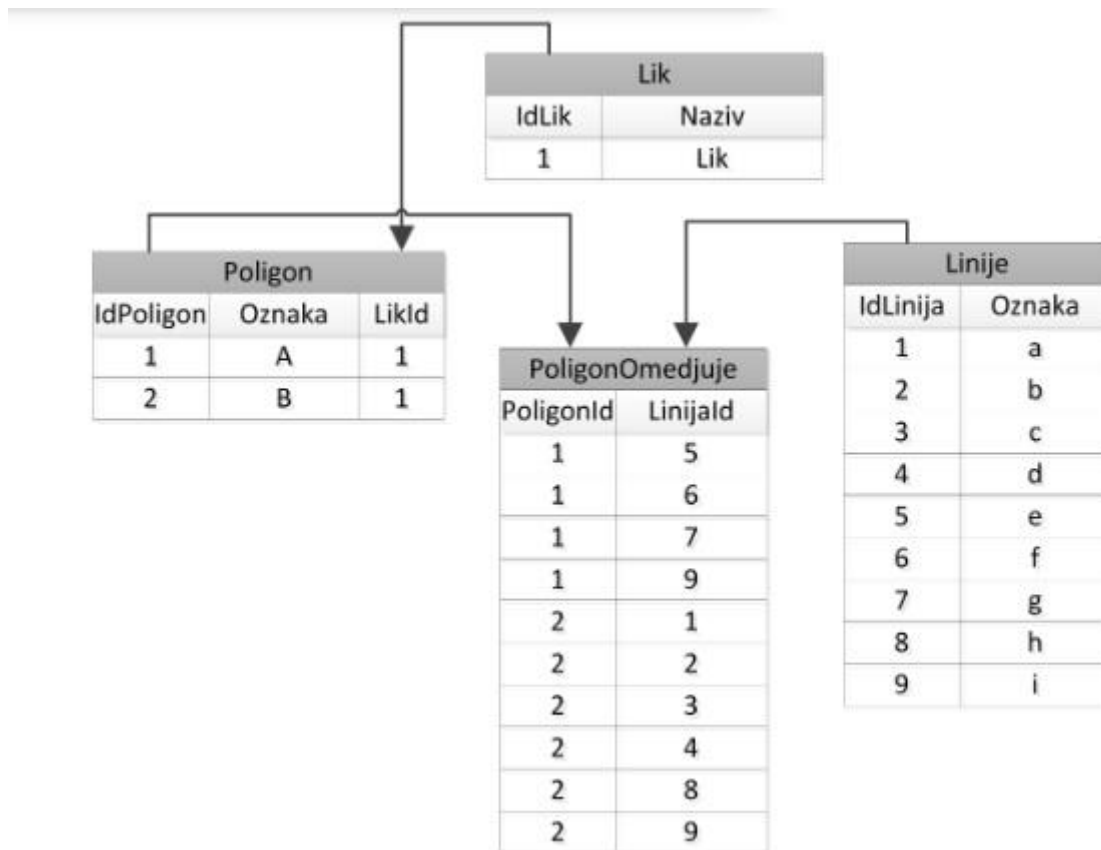 Lik
IdLik Naziv
1 Lik
Poligon
IdPoligon Oznaka LikId
1 A 1
2 B 1
PoligonOmedjuje
PoligonId LinijaId
1 5
1 6
1 7
1 9
2 1
2 2
2 3
2 4
2 8
2 9
Linije
IdLinija Oznaka
1 a
2 b
3 c
4 d
5 e
6 f
7 g
8 h
9 i